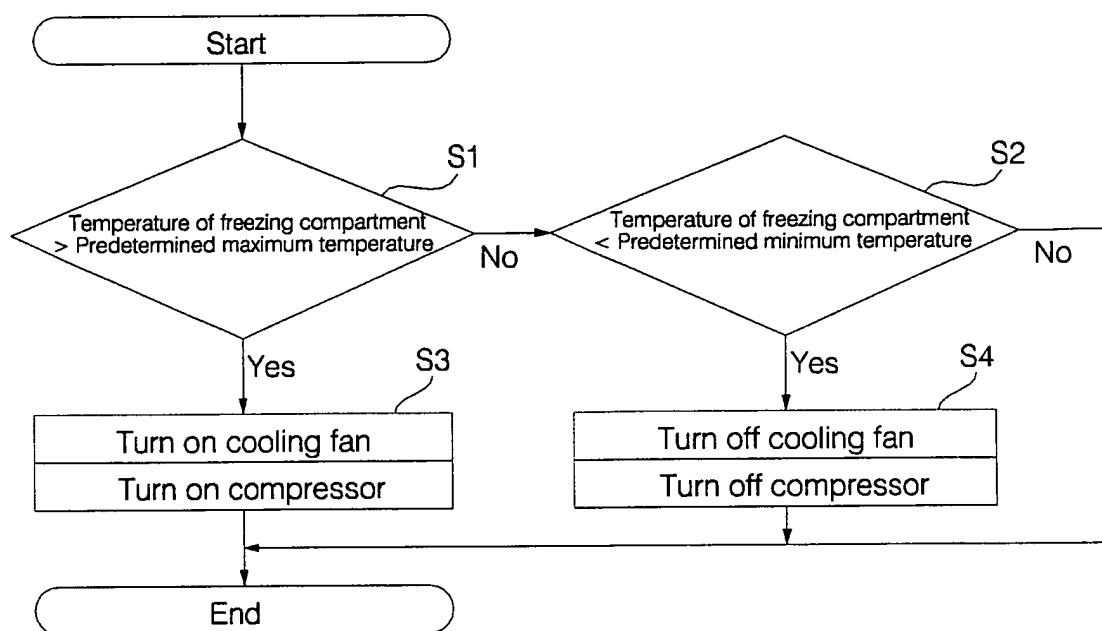 Start
S1
Temperature of freezing compartment
> Predetermined maximum temperature
No
S2
Temperature of freezing compartment
< Predetermined minimum temperature
No
Yes
S3
Turn on cooling fan
Turn on compressor
Yes
S4
Turn off cooling fan
Turn off compressor
End